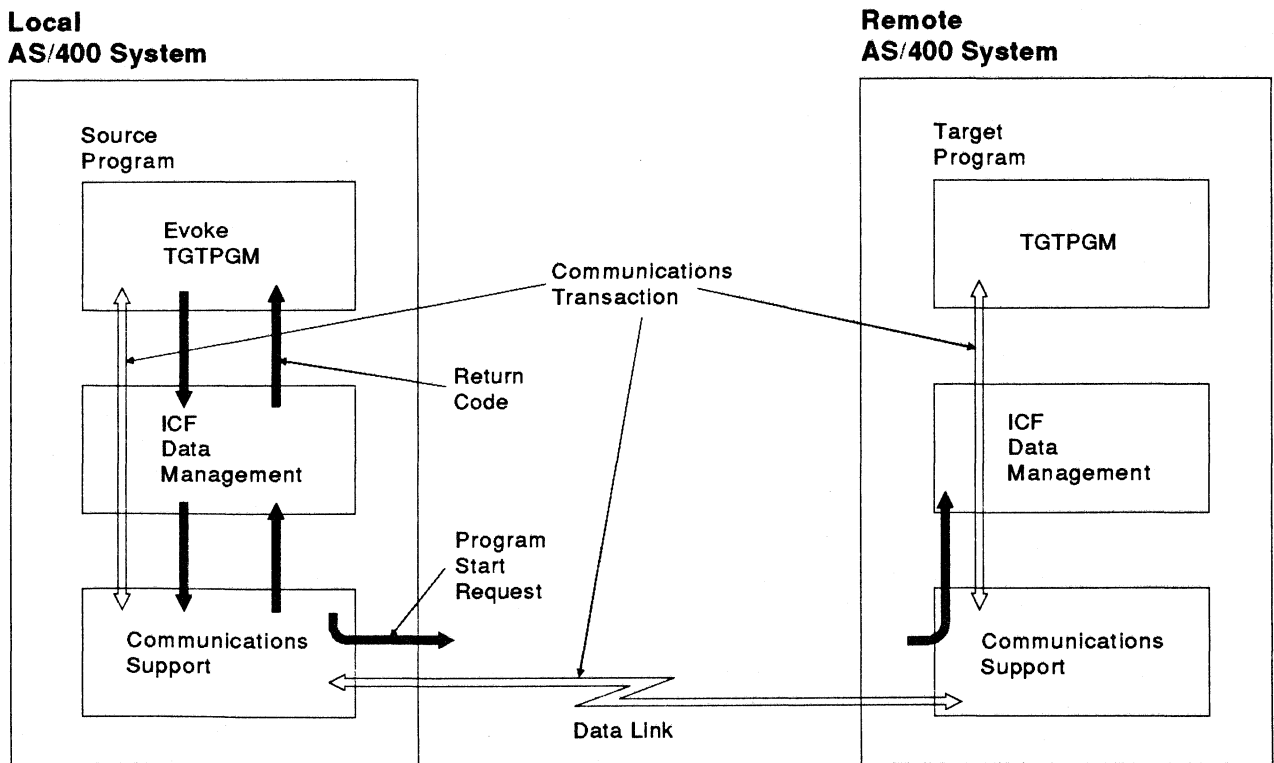 Local
AS/400 System
Remote
AS/400 System
Source
Program
Target
Program
Evoke
TGTPGM
TGTPGM
Communications
Transaction
Return
Code
ICF
Data
Management
ICF
Data
Management
Program
Start
Request
Communications
Support
Communications
Support
Data Link